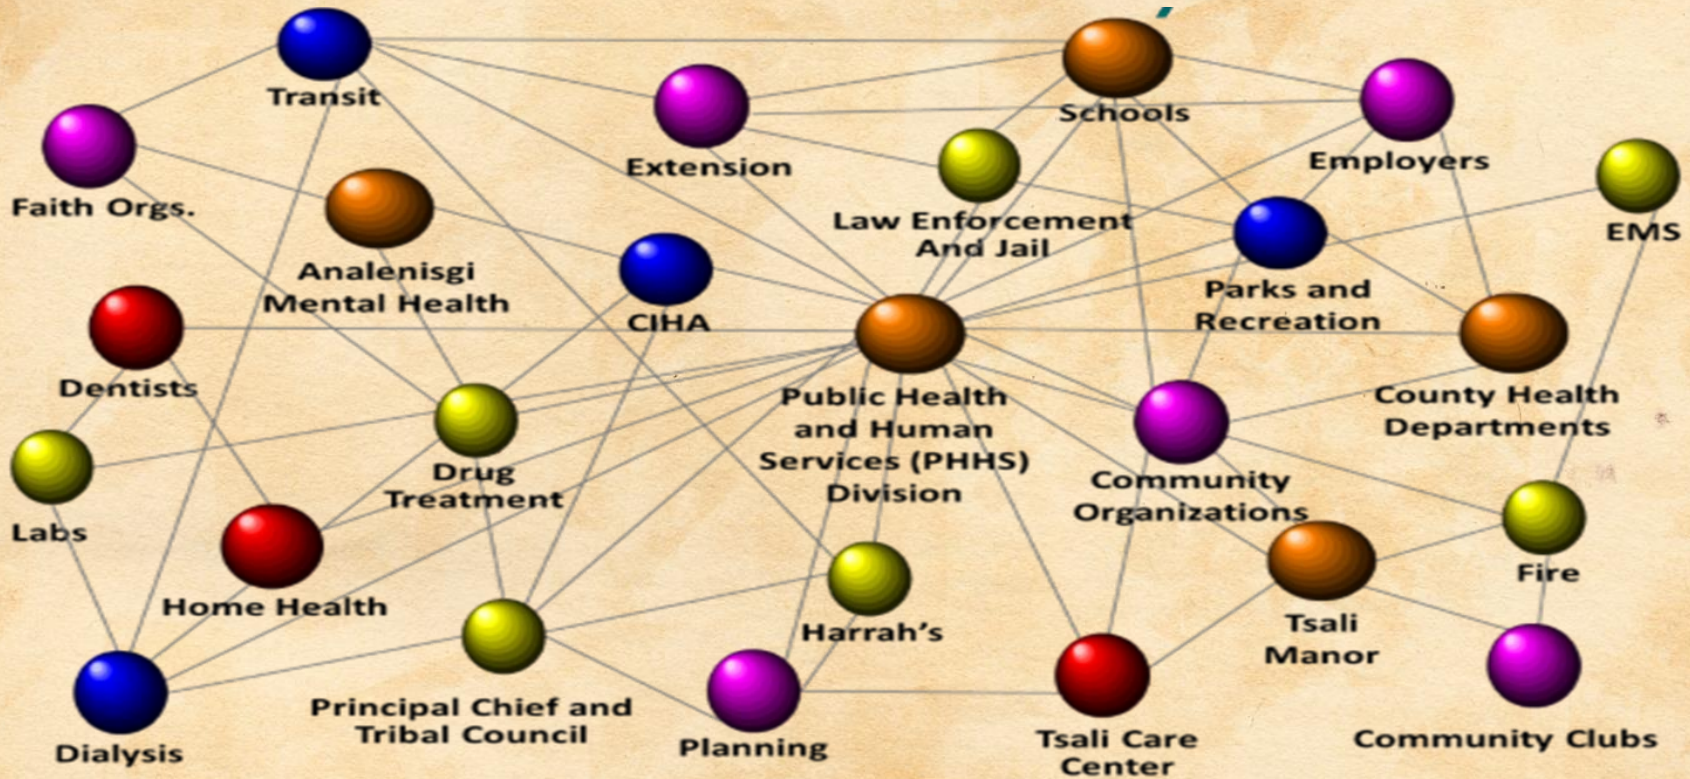 Transit
Schools
Extension
Employers
Faith Orgs.
Law Enforcement
And Jail
EMS
Analenisgi
Mental Health
CIHA
Parks and
Recreation
Dentists
Public Health
and Human
Services (PHHS)
Division
County Health
Departments
Drug
Treatment
Community
Organizations
Labs
Home Health
Harrah’s
Fire
Tsali
Manor
Dialysis
Principal Chief and
Tribal Council
Planning
Tsali Care
Center
Community Clubs